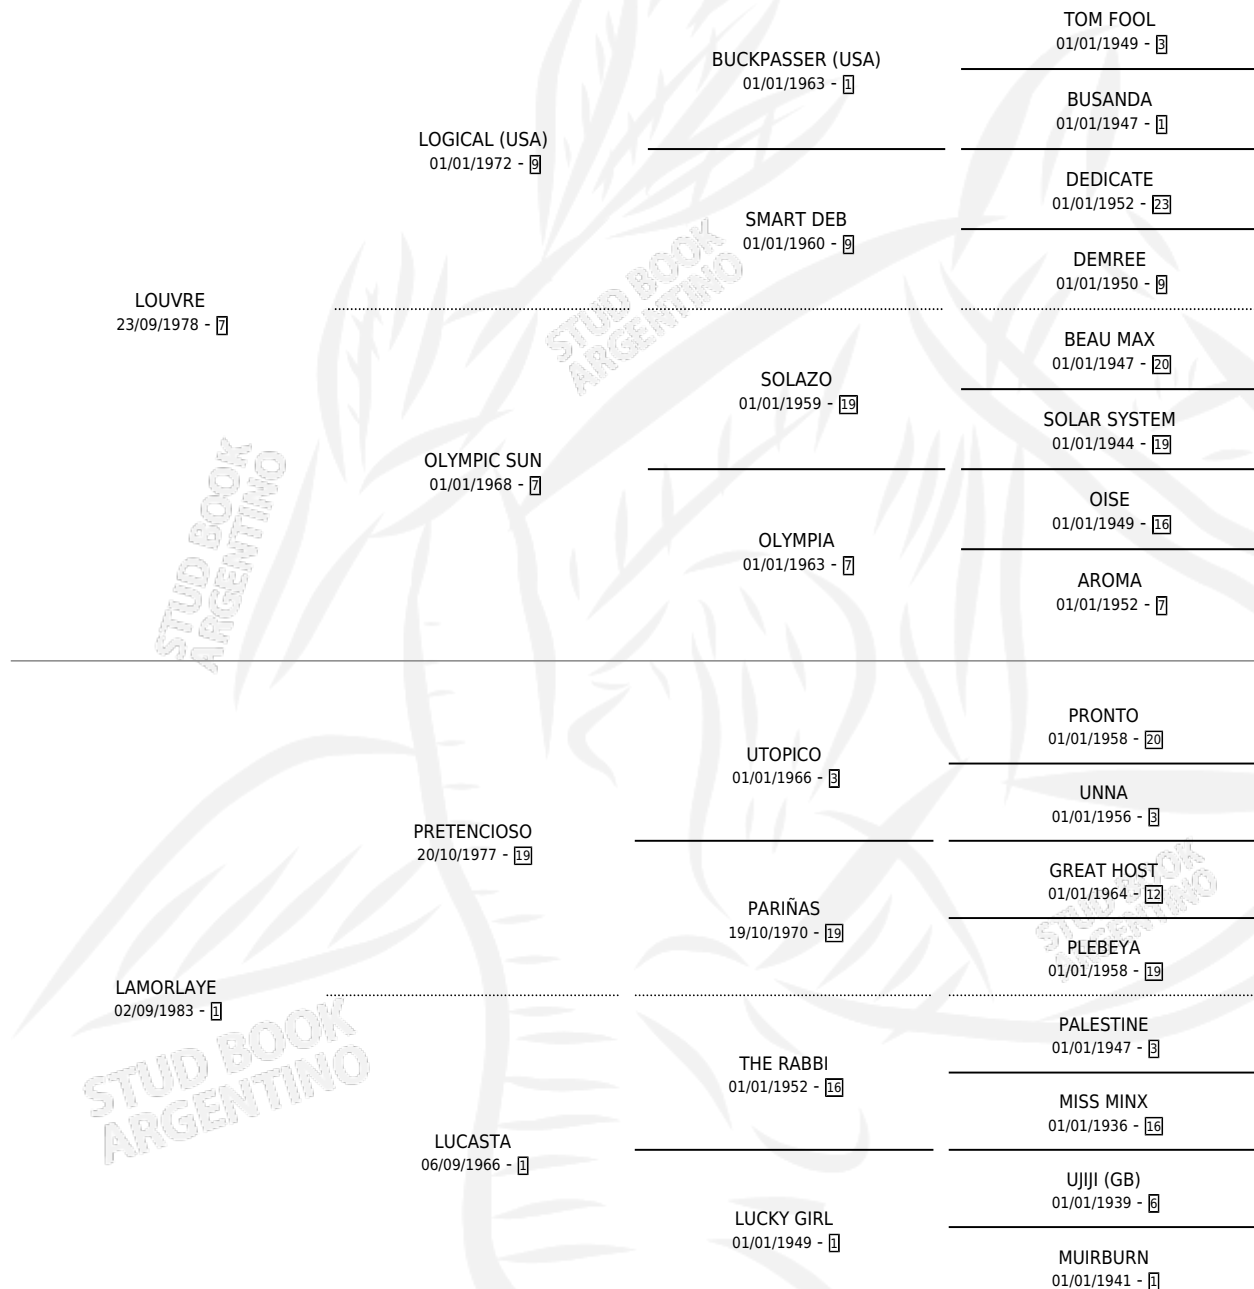 TOM FOOL
01/01/1949 - 3
BUCKPASSER (USA)
01/01/1963 - 1
BUSANDA
01/01/1947 - 1
LOGICAL (USA)
01/01/1972 - 9
DEDICATE
01/01/1952 - 23
SMART DEB
01/01/1960 - 9
DEMREE
01/01/1950 - 9
LOUVRE
23/09/1978 - 7
BEAU MAX
01/01/1947 - 20
SOLAZO
01/01/1959 - 19
SOLAR SYSTEM
01/01/1944 - 19
OLYMPIC SUN
01/01/1968 - 7
OISE
01/01/1949 - 16
OLYMPIA
01/01/1963 - 7
AROMA
01/01/1952 - 7
PRONTO
01/01/1958 - 20
UTOPICO
01/01/1966 - 3
UNNA
01/01/1956 - 3
PRETENCIOSO
20/10/1977 - 19
GREAT HOST
01/01/1964 - 12
PARIÑAS
19/10/1970 - 19
PLEBEYA
01/01/1958 - 19
LAMORLAYE
02/09/1983 - 1
PALESTINE
01/01/1947 - 3
THE RABBI
01/01/1952 - 16
MISS MINX
01/01/1936 - 16
LUCASTA
06/09/1966 - 1
UJIJI (GB)
01/01/1939 - 6
LUCKY GIRL
01/01/1949 - 1
MUIRBURN
01/01/1941 - 1
STUD BOOK
ARGENTINO
STUD BOOK
ARGENTINO
STUD BOOK
ARGENTINO
STUD BOOK
ARGENTINO